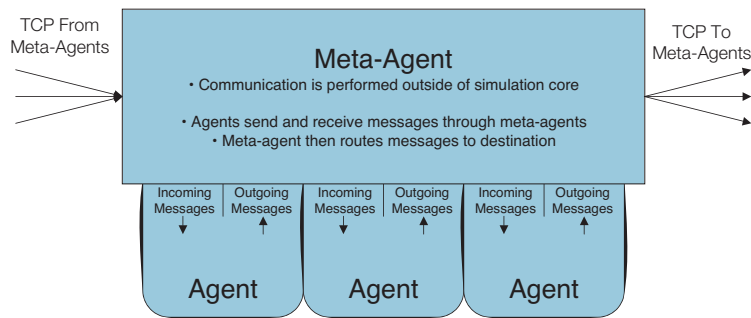 TCP From
Meta-Agents
Meta-Agent
• Communication is performed outside of simulation core
• Agents send and receive messages through meta-agents
• Meta-agent then routes messages to destination
TCP To
Meta-Agents
Incoming
Messages
Outgoing
Messages
Incoming
Messages
Outgoing
Messages
Incoming
Messages
Outgoing
Messages
Agent
Agent
Agent